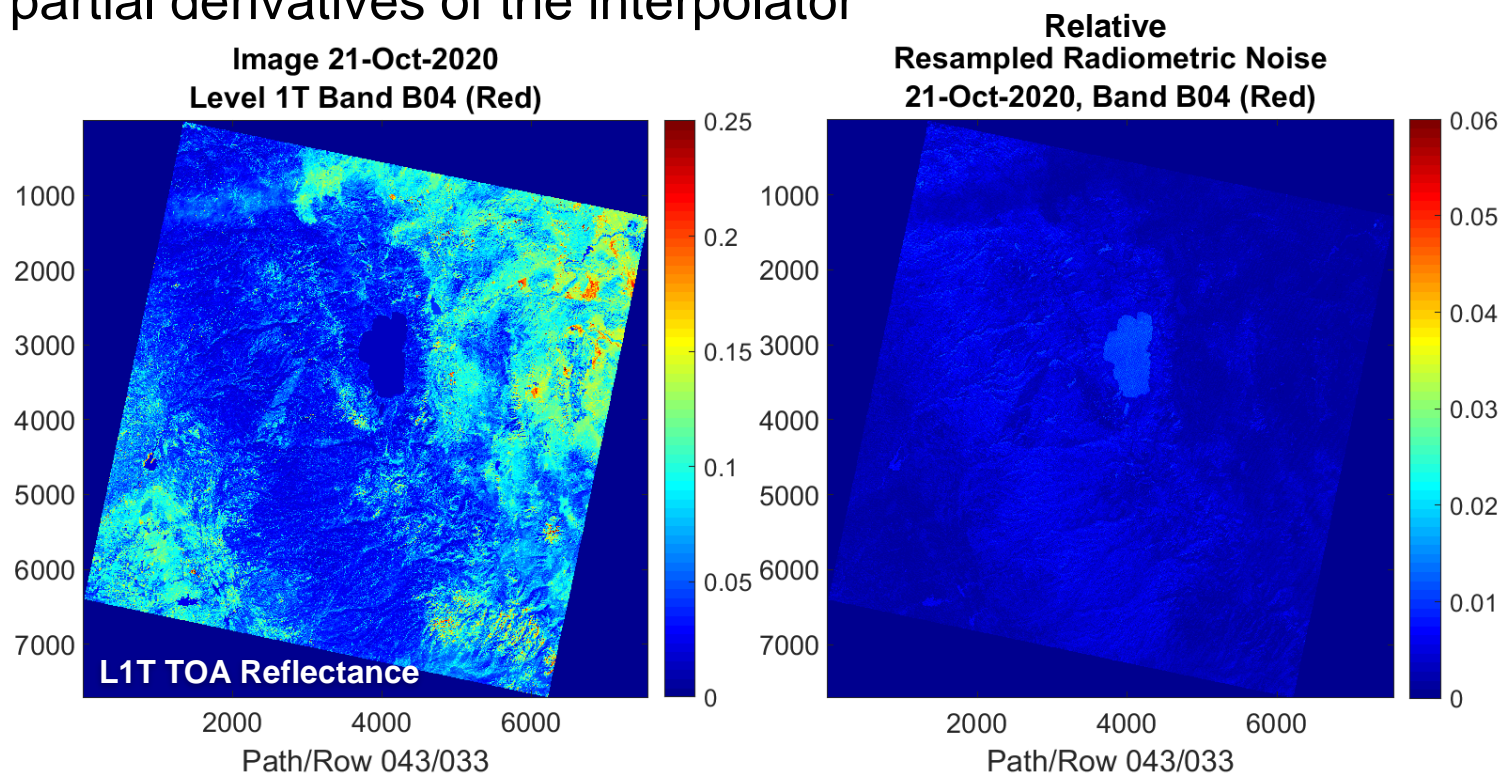 partial derivatives of the interpolator
Image 21-Oct-2020
Level 1T Band B04 (Red)
1000
2000
3000
4000
5000
6000
7000
L1T TOA Reflectance
2000 4000 6000
Path/Row 043/033
0.25
0.2
0.15
0.1
0.05
0
Relative
Resampled Radiometric Noise
21-Oct-2020, Band B04 (Red)
1000
2000
3000
4000
5000
6000
7000
2000 4000 6000
Path/Row 043/033
0.06
0.05
0.04
0.03
0.02
0.01
0